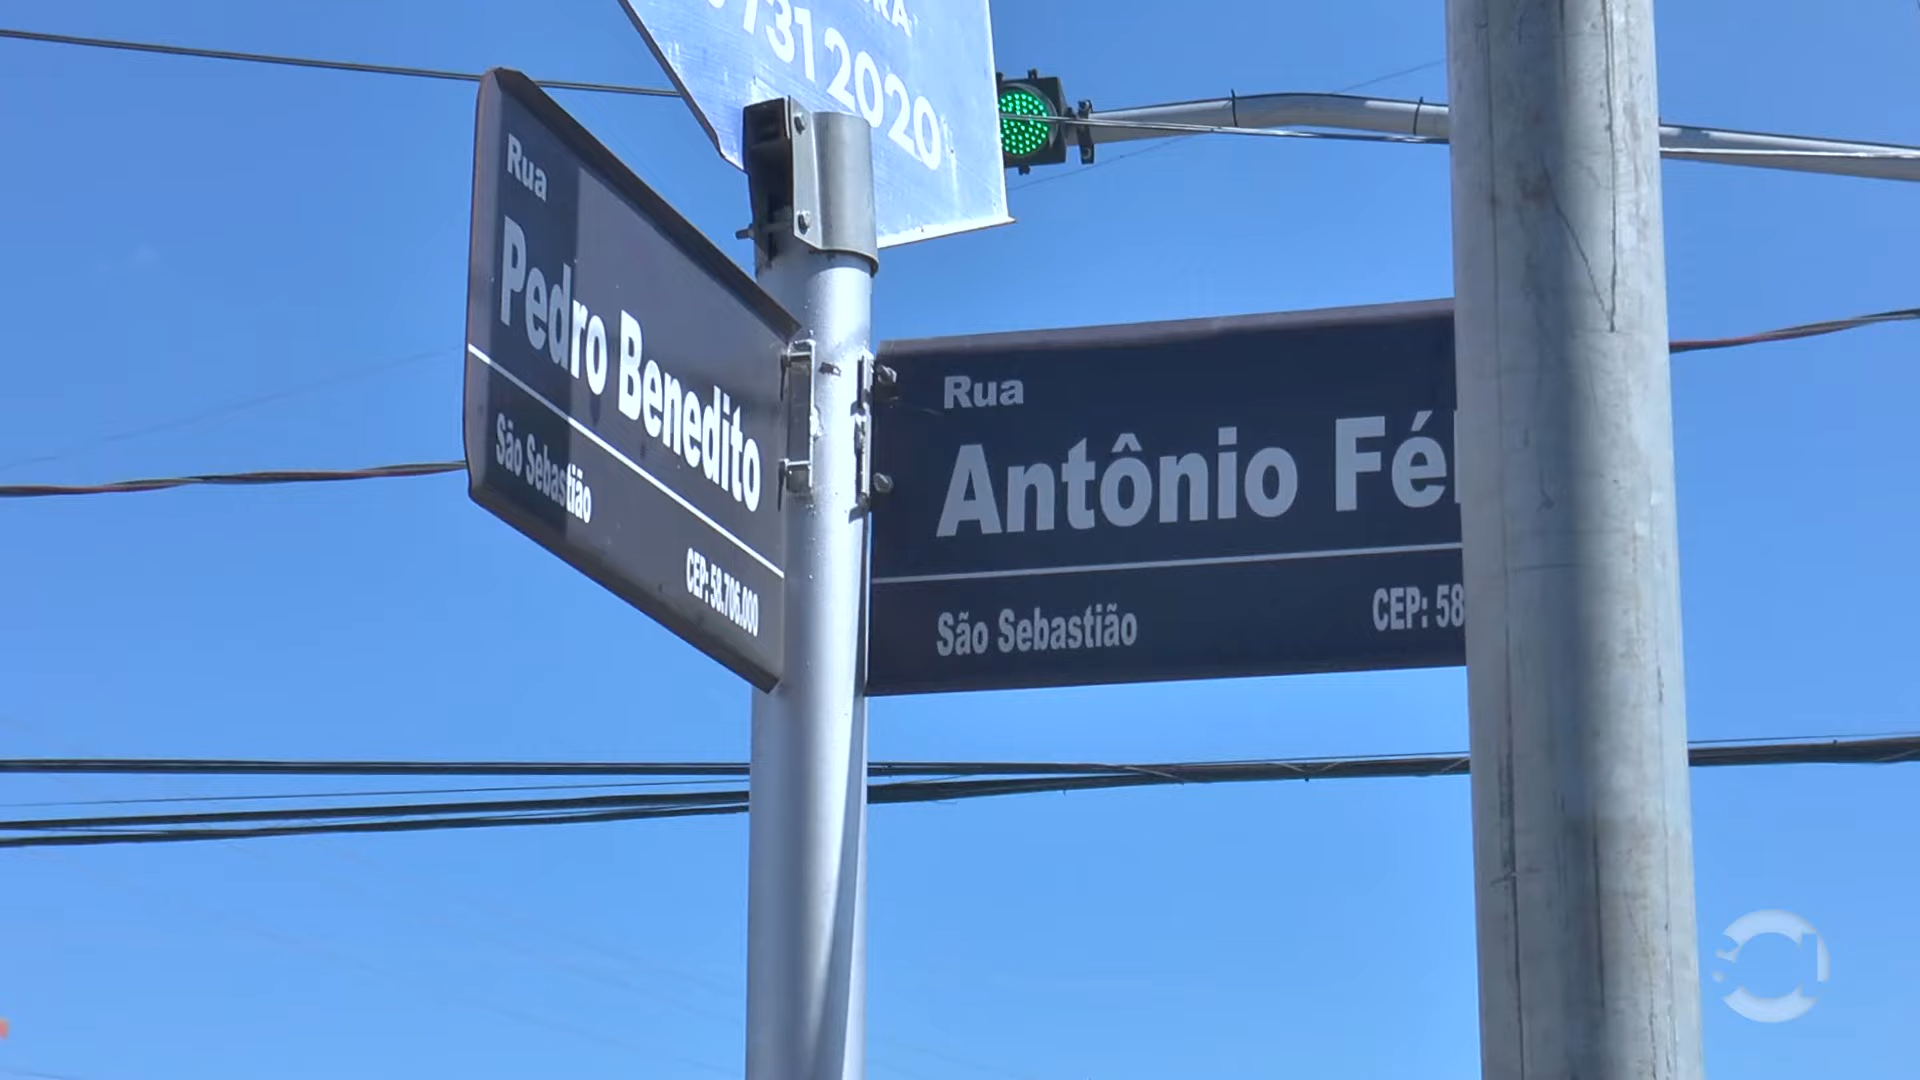 7312020
Rua
Pedro Benedito
São Sebastião
CEP: 58.706.000
Rua
Antônio Fé
São Sebastião
CEP: 58